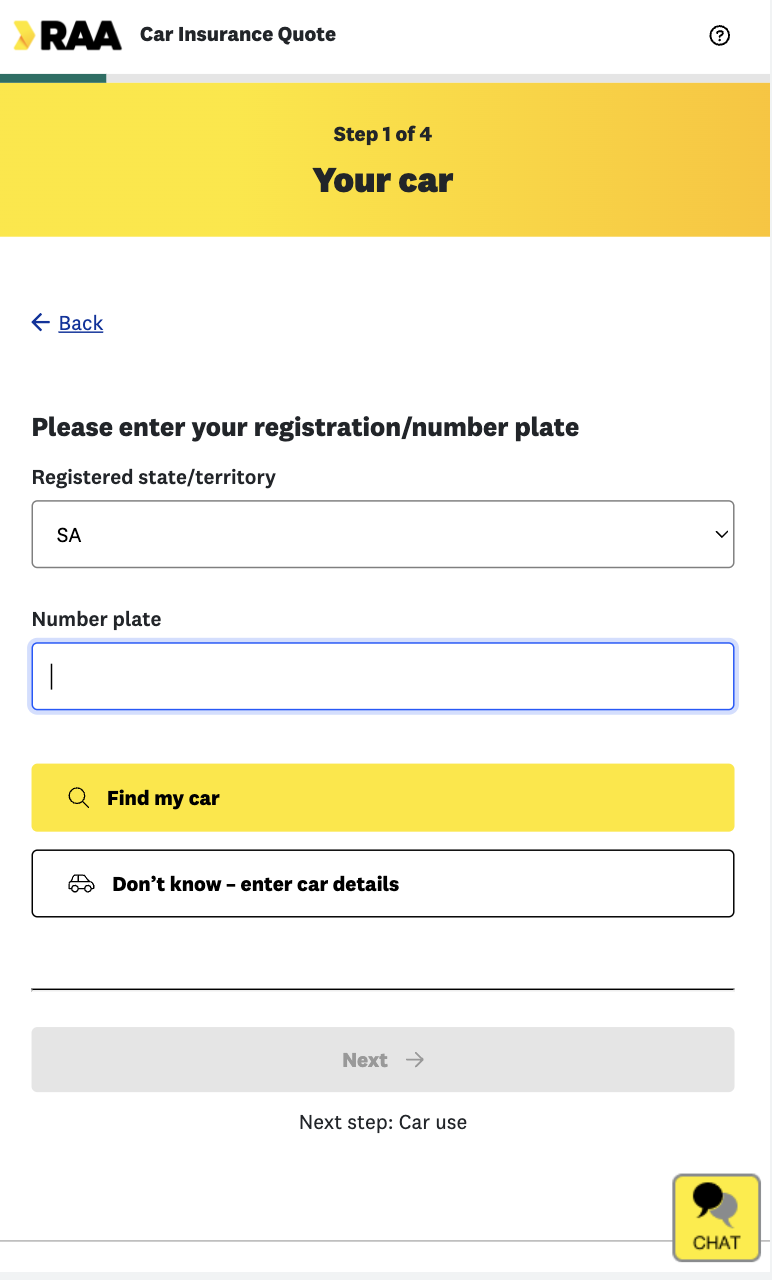 RAA Car Insurance Quote
Step 1 of 4
Your car
Back
Please enter your registration/number plate
Registered state/territory
SA
Number plate
Find my car
Don't know – enter car details
Next
Next step: Car use
CHAT